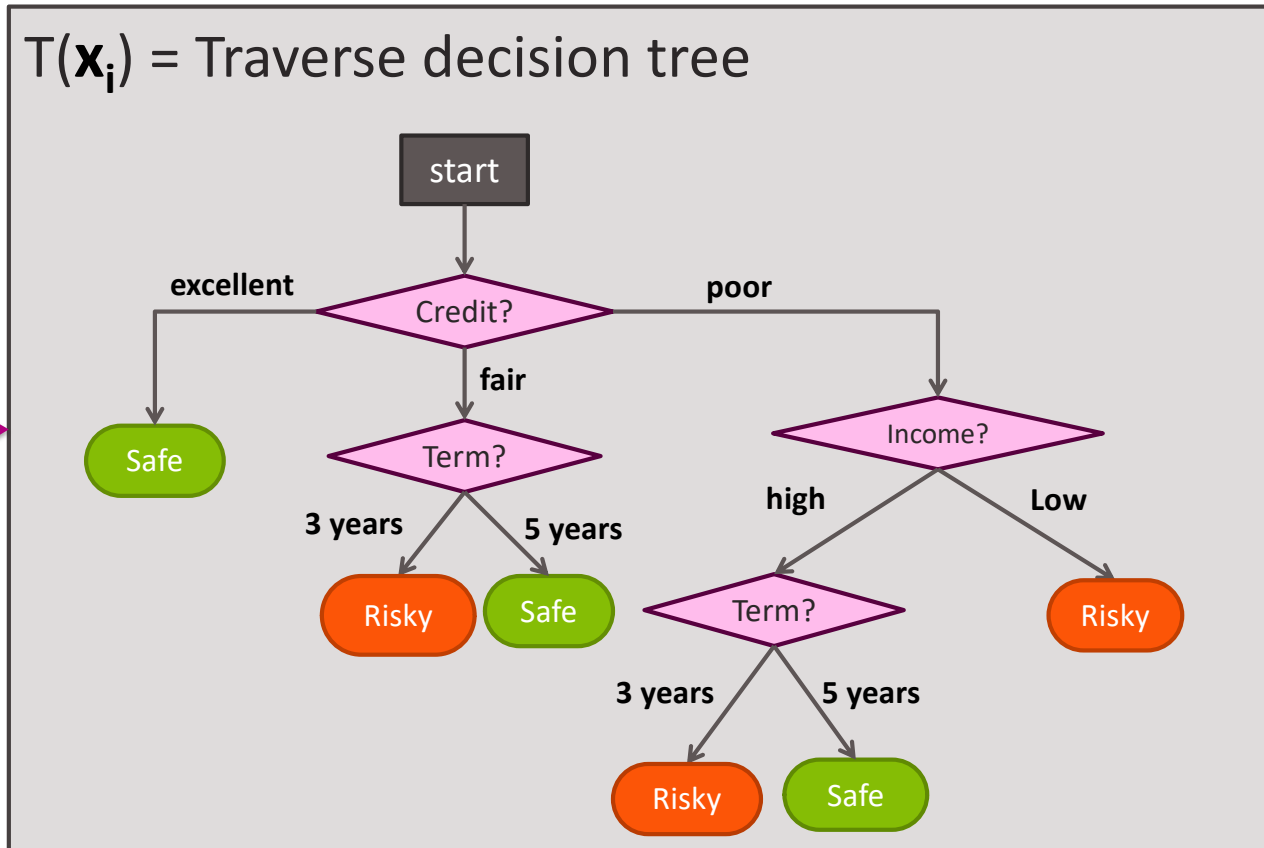 T(xi) = Traverse decision tree
start
excellent
Credit?
poor
fair
Safe
Term?
Income?
3 years
5 years
high
Low
Risky
Safe
Term?
Risky
3 years
5 years
Risky
Safe